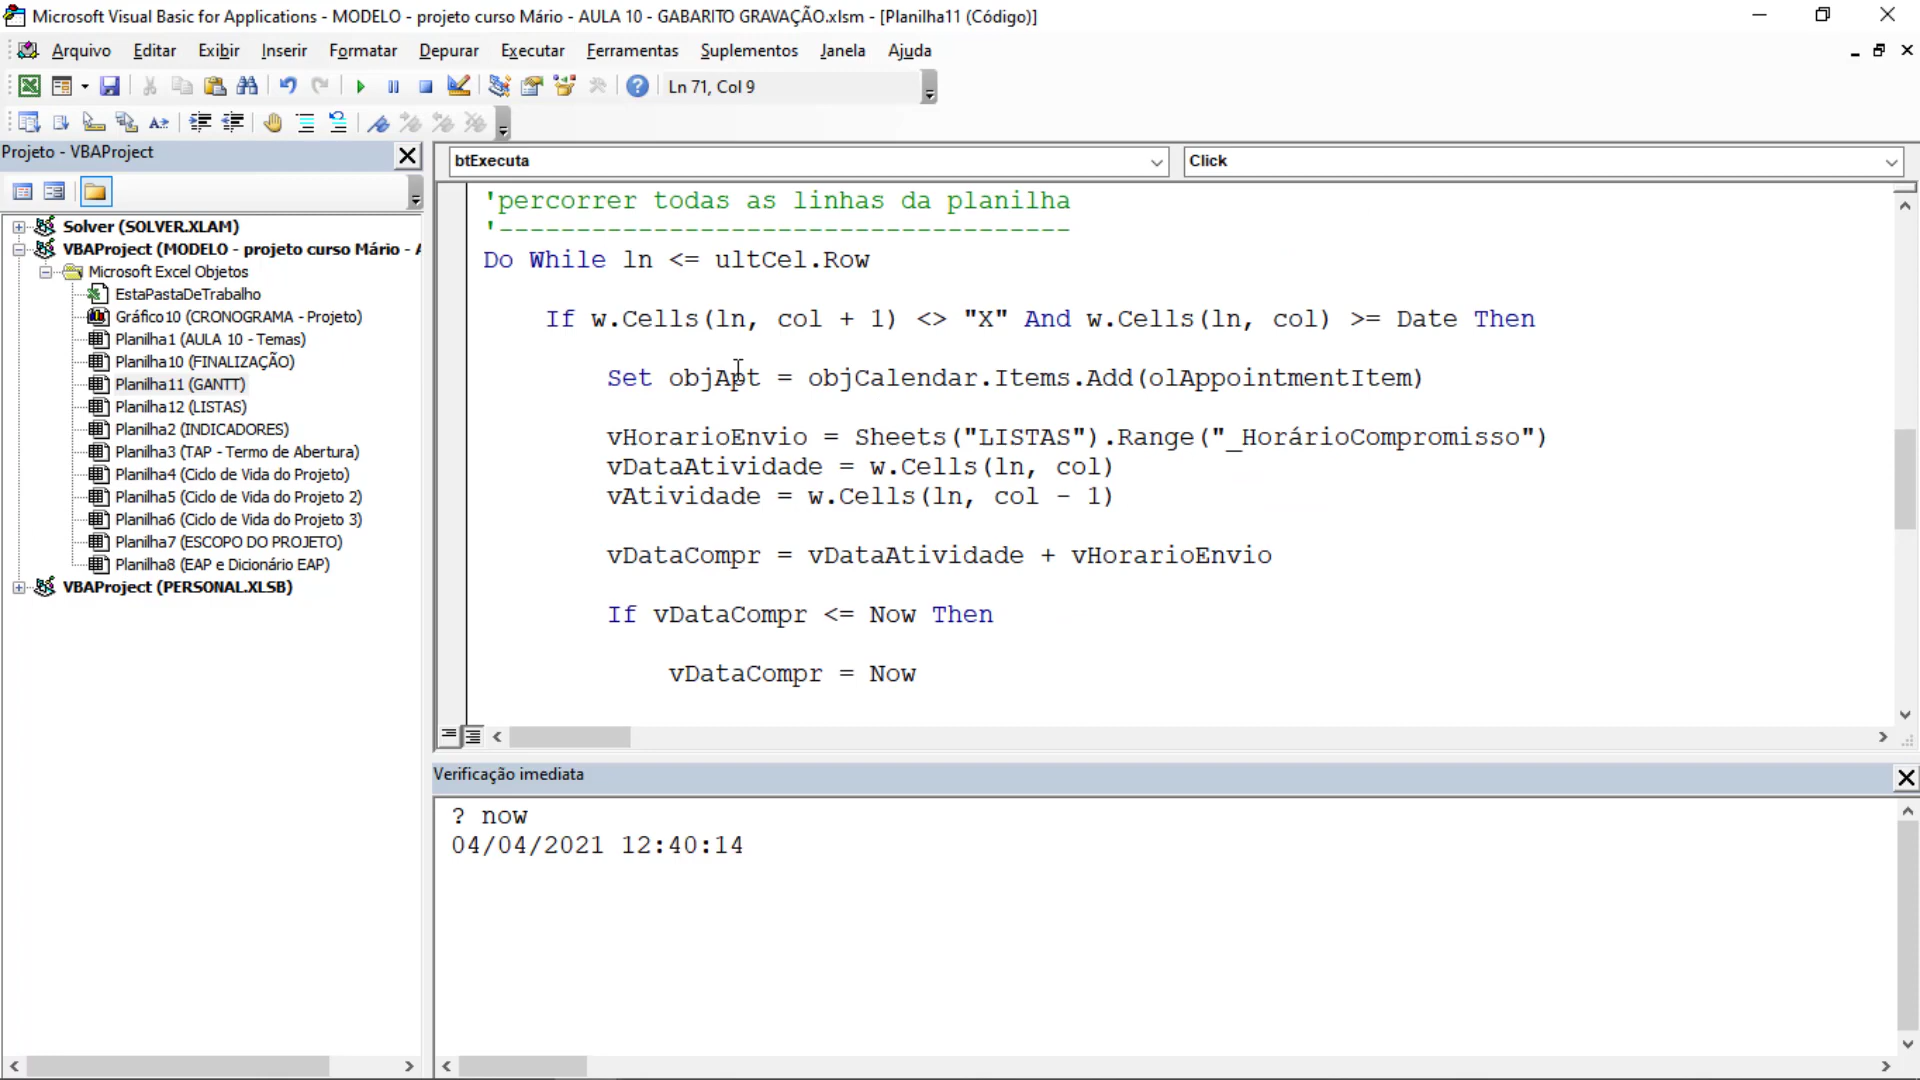 Microsoft Visual Basic for Applications - MODELO - projeto curso Mário - AULA 10 - GABARITO GRAVAÇÃO.xlsm - [Planilha11 (Código)]
Arquivo Editar Exibir Inserir Formatar Depurar Executar Ferramentas Suplementos Janela Ajuda
Ln 71, Col 9
Projeto - VBAProject
btExecuta
Click
Solver (SOLVER.XLAM)
VBAProject (MODELO - projeto curso Mário - A
Microsoft Excel Objetos
EstaPastaDeTrabalho
Gráfico10 (CRONOGRAMA - Projeto)
Planilha1 (AULA 10 - Temas)
Planilha10 (FINALIZAÇÃO)
Planilha11 (GANTT)
Planilha12 (LISTAS)
Planilha2 (INDICADORES)
Planilha3 (TAP - Termo de Abertura)
Planilha4 (Ciclo de Vida do Projeto)
Planilha5 (Ciclo de Vida do Projeto 2)
Planilha6 (Ciclo de Vida do Projeto 3)
Planilha7 (ESCOPO DO PROJETO)
Planilha8 (EAP e Dicionário EAP)
VBAProject (PERSONAL.XLSB)
'percorrer todas as linhas da planilha
'-------------------------------------
Do While ln <= ultCel.Row
If w.Cells(ln, col + 1) <> "X" And w.Cells(ln, col) >= Date Then
Set objApt = objCalendar.Items.Add(olAppointmentItem)
vHorarioEnvio = Sheets("LISTAS").Range("_HorárioCompromisso")
vDataAtividade = w.Cells(ln, col)
vAtividade = w.Cells(ln, col - 1)
vDataCompr = vDataAtividade + vHorarioEnvio
If vDataCompr <= Now Then
vDataCompr = Now
Verificação imediata
? now
04/04/2021 12:40:14